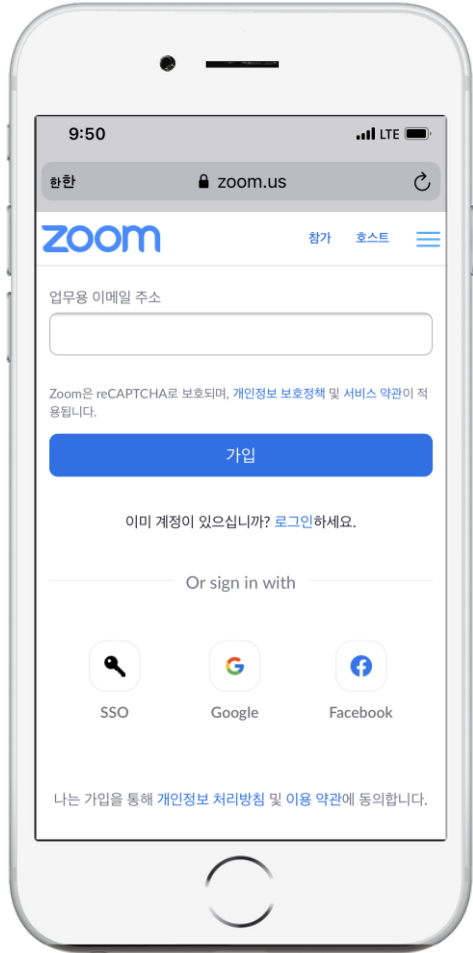 9:50 LTE
한한 zoom.us
zoom 참가 호스트
업무용 이메일 주소
Zoom은 reCAPTCHA로 보호되며, 개인정보 보호정책 및 서비스 약관이 적
용됩니다.
가입
이미 계정이 있으십니까? 로그인하세요.
Or sign in with
SSO Google Facebook
나는 가입을 통해 개인정보 처리방침 및 이용 약관에 동의합니다.